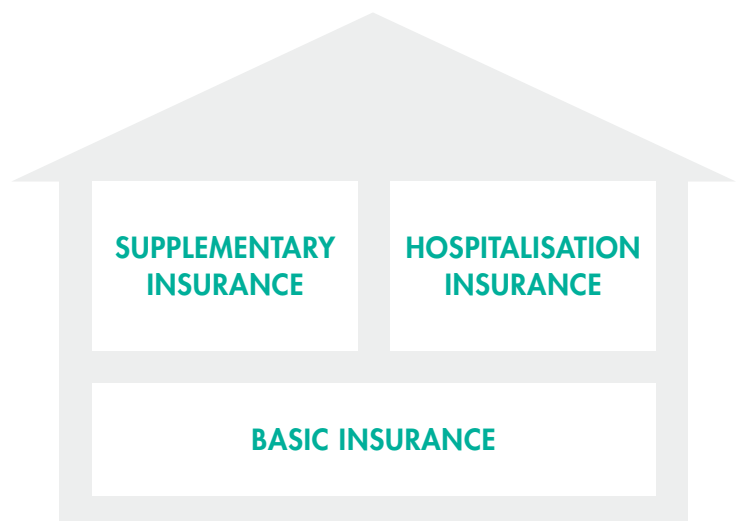 SUPPLEMENTARY
INSURANCE
HOSPITALISATION
INSURANCE
BASIC INSURANCE